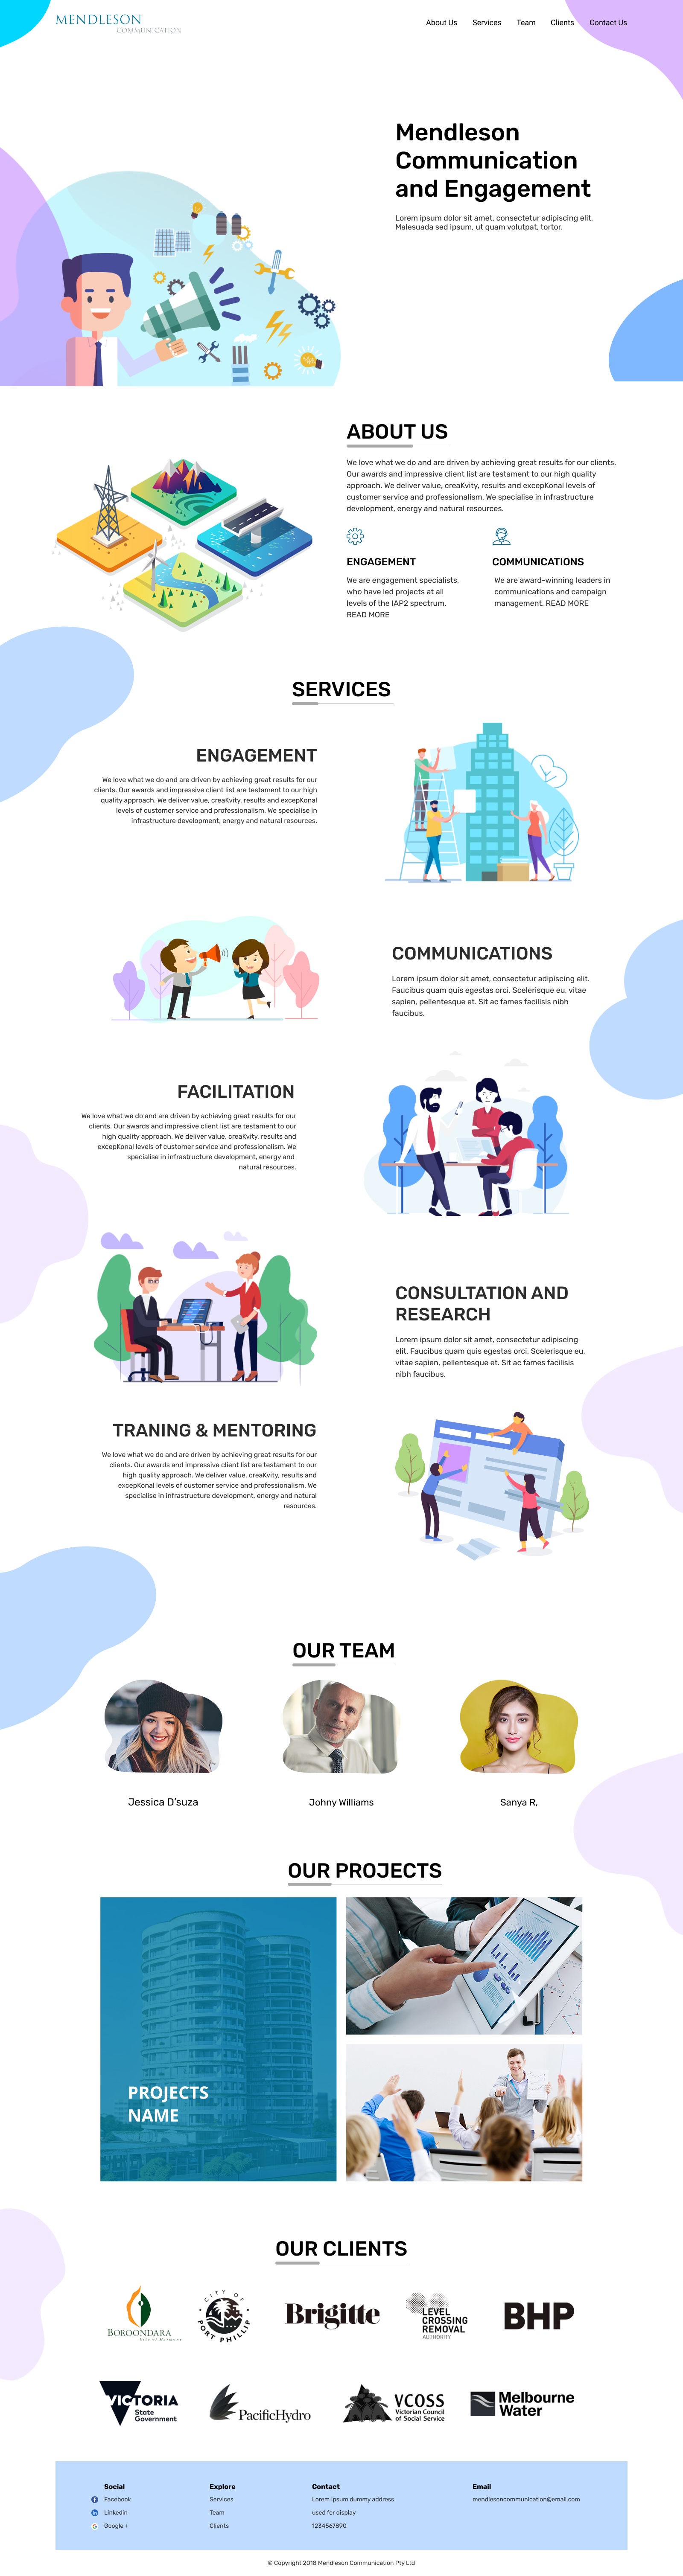 MENDLESON
COMMUNICATION
About Us Services Team Clients Contact Us
Mendleson
Communication
and Engagement
Lorem ipsum dolor sit amet, consectetur adipiscing elit.
Malesuada sed ipsum, ut quam volutpat, tortor.
ABOUT US
We love what we do and are driven by achieving great results for our clients.
Our awards and impressive client list are testament to our high quality
approach. We deliver value, creaKvity, results and excepKonal levels of
customer service and professionalism. We specialise in infrastructure
development, energy and natural resources.
ENGAGEMENT
We are engagement specialists,
who have led projects at all
levels of the IAP2 spectrum.
READ MORE
COMMUNICATIONS
We are award-winning leaders in
communications and campaign
management. READ MORE
SERVICES
ENGAGEMENT
We love what we do and are driven by achieving great results for our
clients. Our awards and impressive client list are testament to our high
quality approach. We deliver value, creaKvity, results and excepKonal
levels of customer service and professionalism. We specialise in
infrastructure development, energy and natural resources.
COMMUNICATIONS
Lorem ipsum dolor sit amet, consectetur adipiscing elit.
Faucibus quam quis egestas orci. Scelerisque eu, vitae
sapien, pellentesque et. Sit ac fames facilisis nibh
faucibus.
FACILITATION
We love what we do and are driven by achieving great results for our
clients. Our awards and impressive client list are testament to our
high quality approach. We deliver value, creaKvity, results and
excepKonal levels of customer service and professionalism. We
specialise in infrastructure development, energy and
natural resources.
CONSULTATION AND
RESEARCH
Lorem ipsum dolor sit amet, consectetur adipiscing
elit. Faucibus quam quis egestas orci. Scelerisque eu,
vitae sapien, pellentesque et. Sit ac fames facilisis
nibh faucibus.
TRANING & MENTORING
We love what we do and are driven by achieving great results for our
clients. Our awards and impressive client list are testament to our
high quality approach. We deliver value, creaKvity, results and
excepKonal levels of customer service and professionalism. We
specialise in infrastructure development, energy and natural
resources.
OUR TEAM
Jessica D'suza
Johny Williams
Sanya R,
OUR PROJECTS
PROJECTS
NAME
OUR CLIENTS
BOROONDARA
City of Harmony
CITY OF
PORT PHILLIP
Brigitte
LEVEL
CROSSING
REMOVAL
AUTHORITY
BHP
VICTORIA
State
Government
PacificHydro
VCOSS
Victorian Council
of Social Service
Melbourne
Water
Social
Facebook
Linkedin
Google +
Explore
Services
Team
Clients
Contact
Lorem Ipsum dummy address
used for display
1234567890
Email
mendlesoncommunication@email.com
© Copyright 2018 Mendleson Communication Pty Ltd